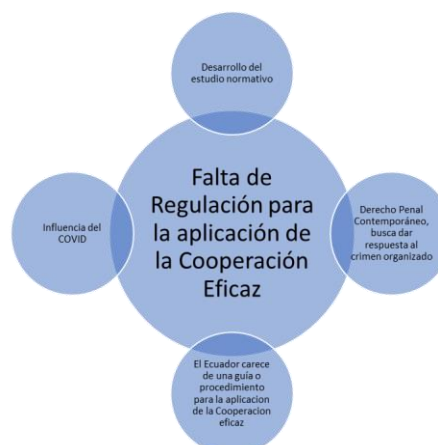 Desarrollo del
estudio normativo
Falta de
Regulación para
la aplicación de
la Cooperación
Eficaz
Influencia del
COVID
Derecho Penal
Contemporáneo,
busca dar
respuesta al
crimen organizado
El Ecuador carece
de una guía o
procedimiento
para la aplicacion
de la Cooperacion
eficaz